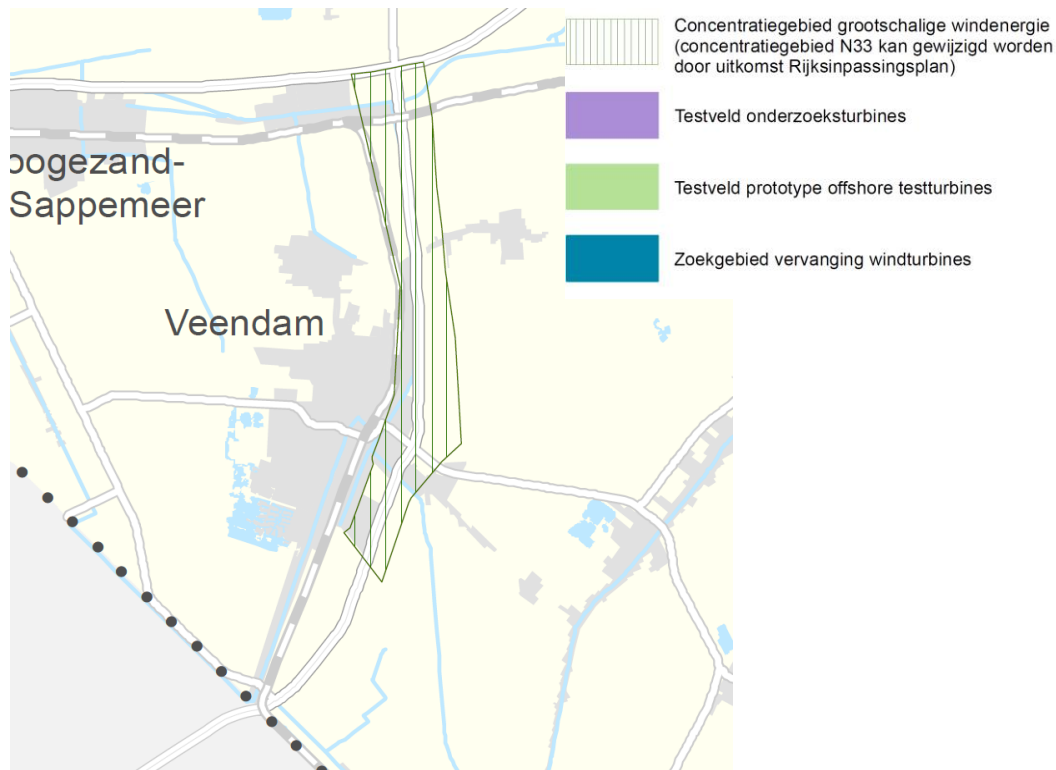 oogezand-
Sappemeer
Veendam
Concentratiegebied grootschalige windenergie
(concentratiegebied N33 kan gewijzigd worden
door uitkomst Rijksinpassingsplan)
Testveld onderzoeksturbines
Testveld prototype offshore testturbines
Zoekgebied vervanging windturbines